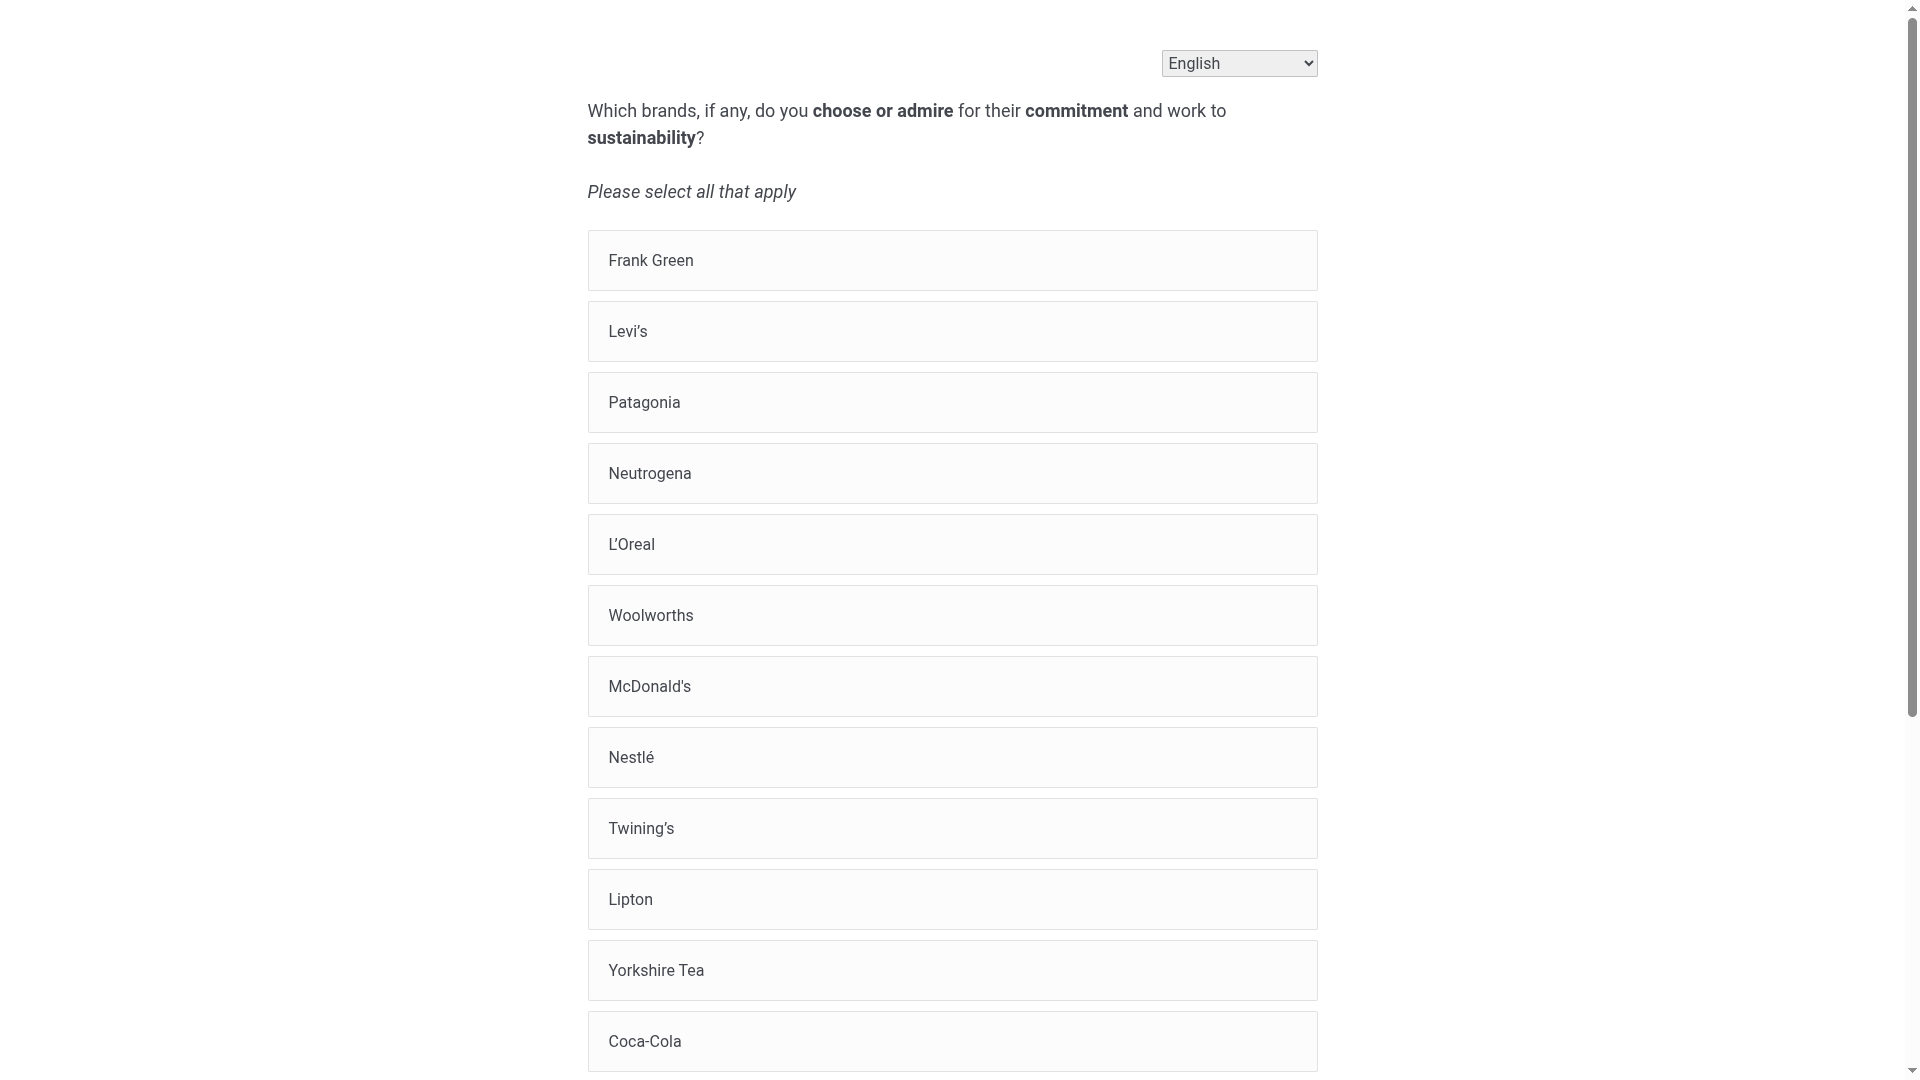 English
Which brands, if any, do you choose or admire for their commitment and work to
sustainability?
Please select all that apply
Frank Green
Levi’s
Patagonia
Neutrogena
L’Oreal
Woolworths
McDonald's
Nestlé
Twining’s
Lipton
Yorkshire Tea
Coca-Cola